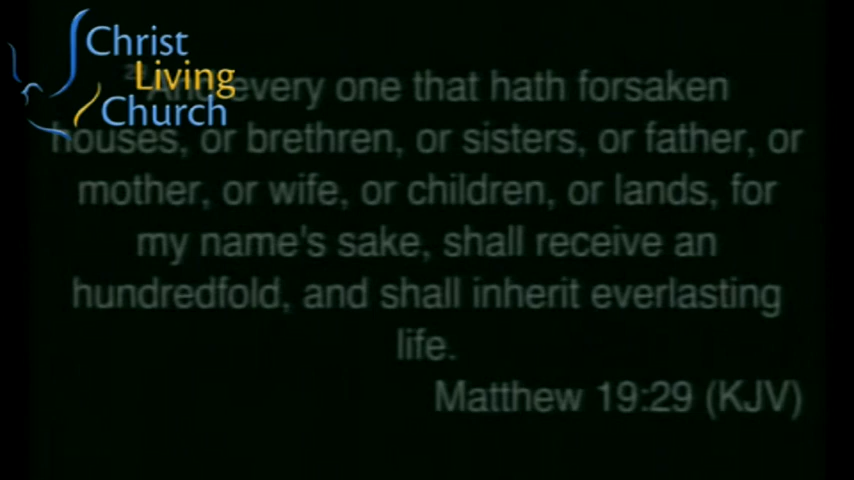 Christ
Living
Church
every one that hath forsaken
houses, or brethren, or sisters, or father, or
mother, or wife, or children, or lands, for
my name's sake, shall receive an
hundredfold, and shall inherit everlasting
life.
Matthew 19:29 (KJV)